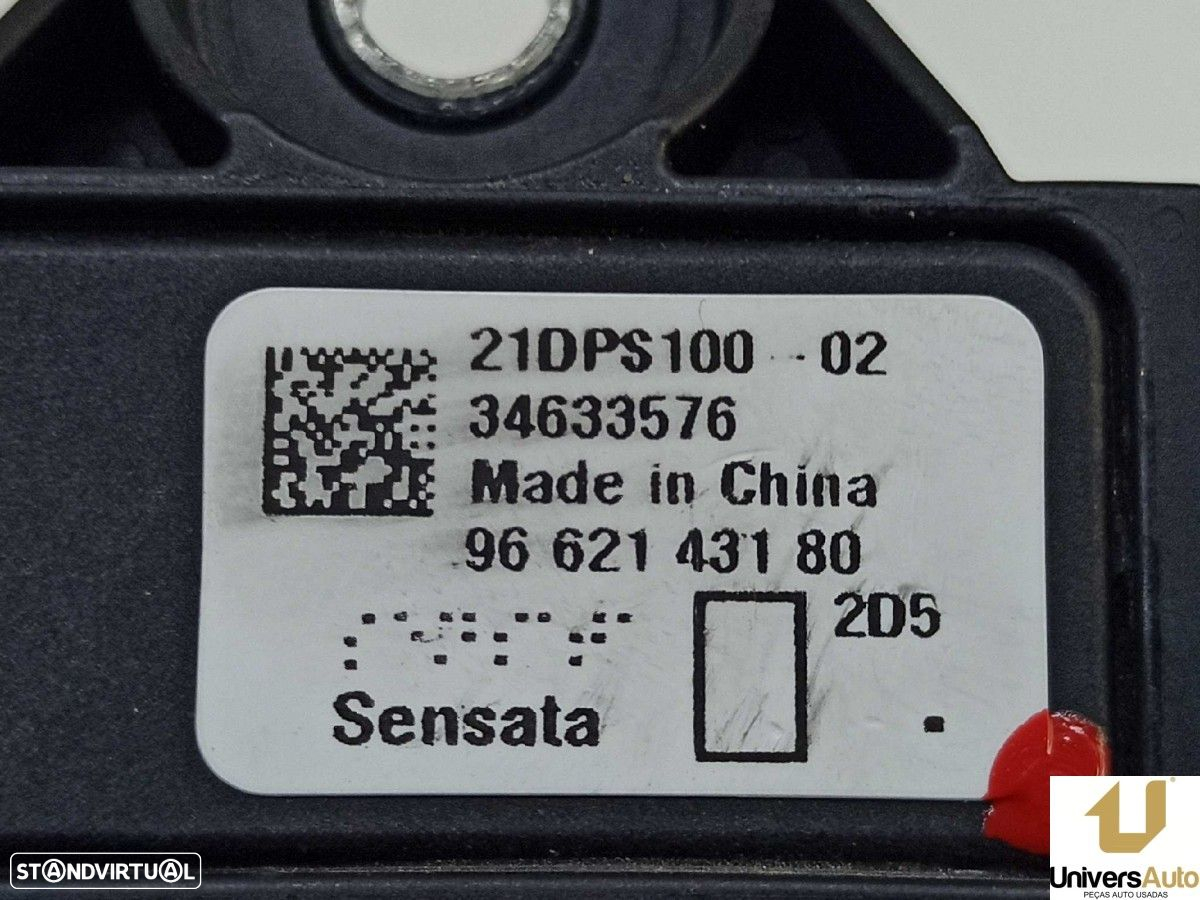 21DPS100 - 02
34633576
Made in China
96 621 431 80
2D5
Sensata
STANDVIRTUAL
UniversAuto
PEÇAS AUTO USADAS